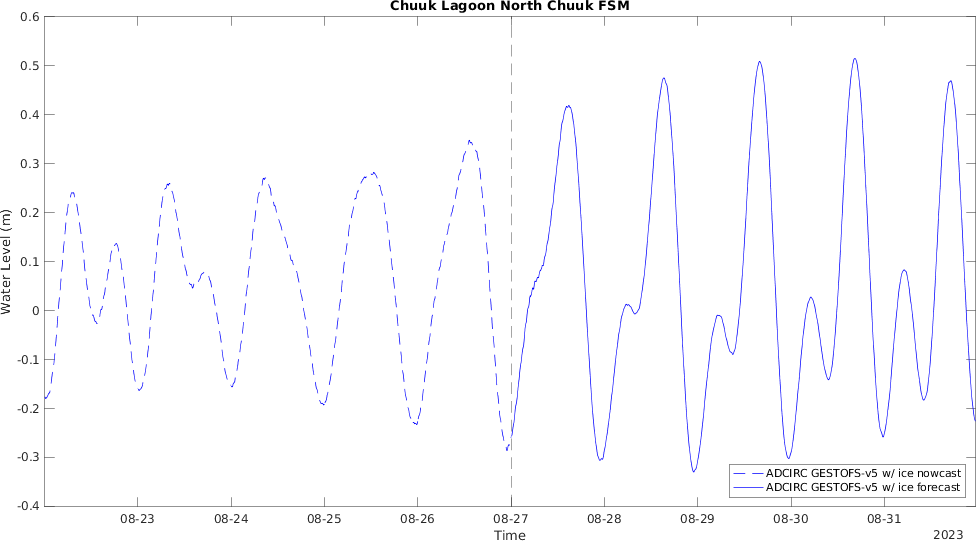 Chuuk Lagoon North Chuuk FSM
0.6
0.5
0.4
0.3
0.2
0.1
0
-0.1
-0.2
-0.3
-0.4
Water Level (m)
ADCIRC GESTOFS-v5 w/ ice nowcast
ADCIRC GESTOFS-v5 w/ ice forecast
08-23 08-24 08-25 08-26 08-27 08-28 08-29 08-30 08-31
Time
2023